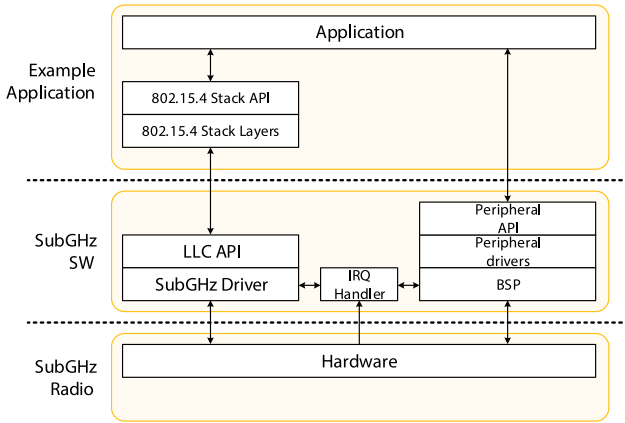 Application
Example
Application
802.15.4 Stack API
802.15.4 Stack Layers
Peripheral
API
SubGHz
SW
LLC API
Peripheral
drivers
SubGHz Driver
IRQ
Handler
BSP
SubGHz
Radio
Hardware